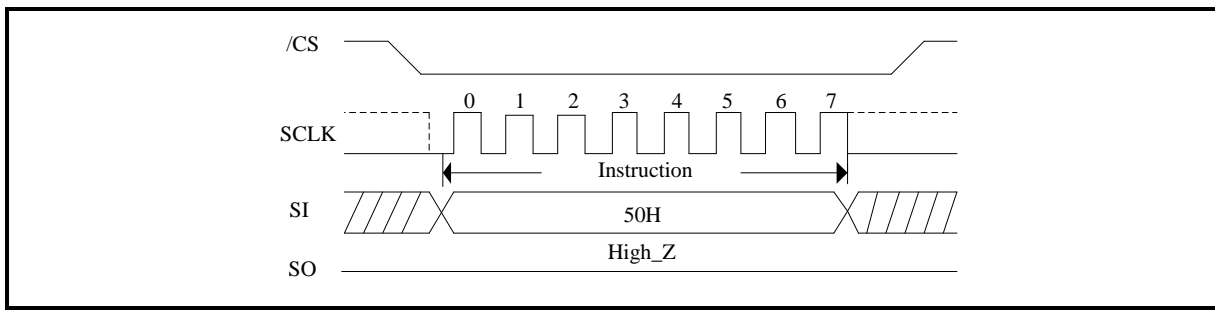 /CS
0 1 2 3 4 5 6 7
SCLK
Instruction
SI
50H
High_Z
SO